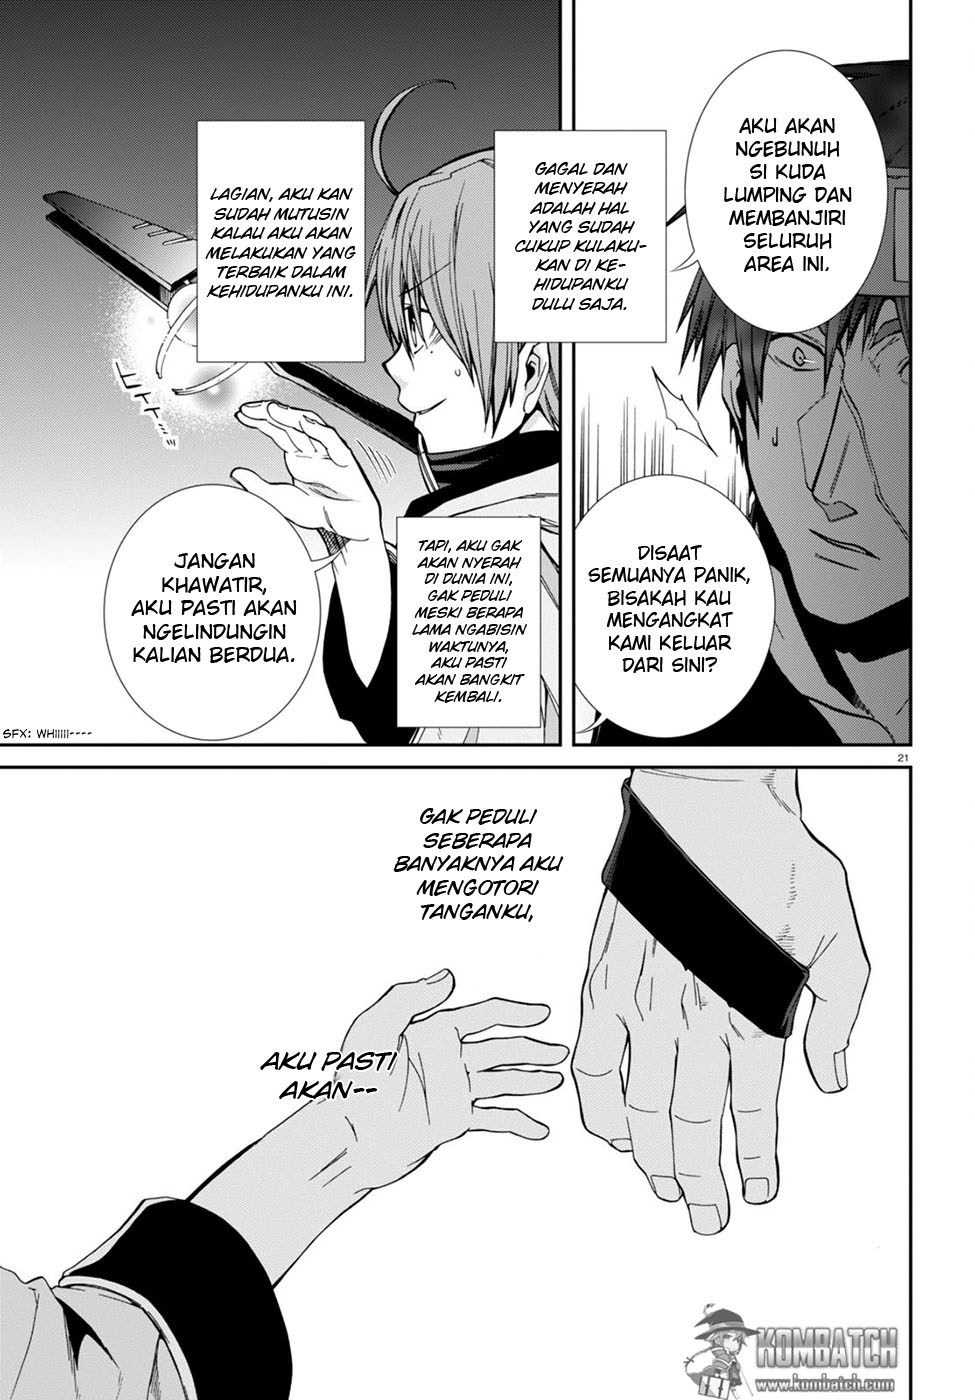 AKU AKAN
NGEBUNUH
SI KUDA
LUMPING DAN
MEMBANJIRI
SELURUH
AREA INI.
DISAAT
SEMUANYA PANIK,
BISAKAH KAU
MENGANGKAT
KAMI KELUAR
DARI SINI?
GAGAL DAN
MENYERAH
ADALAH HAL
YANG SUDAH
CUKUP KULAKU-
KAN DI KE-
HIDUPANKU
DULU SAJA.
LAGIAN, AKU KAN
SUDAH MUTUSIN
KALAU AKU AKAN
MELAKUKAN YANG
TERBAIK DALAM
KEHIDUPANKU INI.
TAPI, AKU GAK
AKAN NYERAH
DI DUNIA INI,
GAK PEDULI
MESKI BERAPA
LAMA NGABISIN
WAKTUNYA,
AKU PASTI
AKAN BANGKIT
KEMBALI.
JANGAN
KHAWATIR,
AKU PASTI AKAN
NGELINDUNGIN
KALIAN BERDUA.
SFX: WHIIIII----
21
GAK PEDULI
SEBERAPA
BANYAKNYA AKU
MENGOTORI
TANGANKU,
AKU PASTI
AKAN--
KOMBATCH
www.kombatch.com